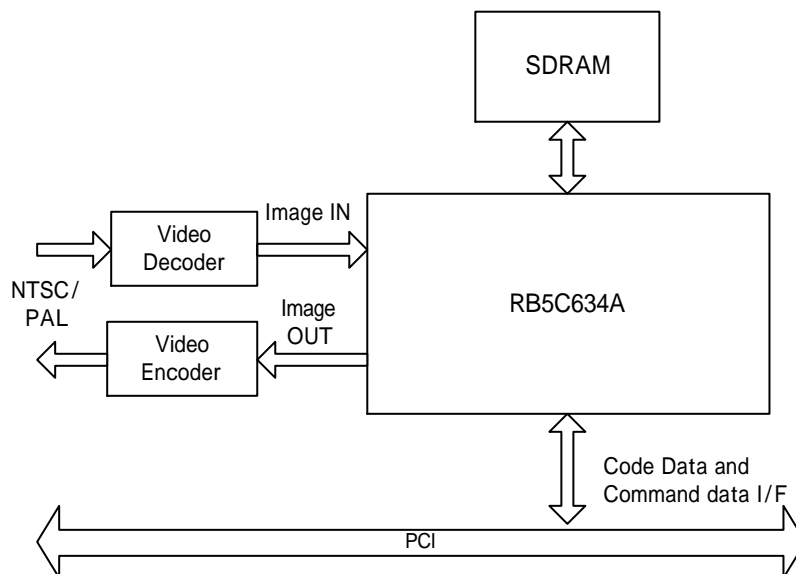 SDRAM
Image IN
Video
Decoder
NTSC/
PAL
RB5C634A
Image
OUT
Video
Encoder
Code Data and
Command data I/F
PCI